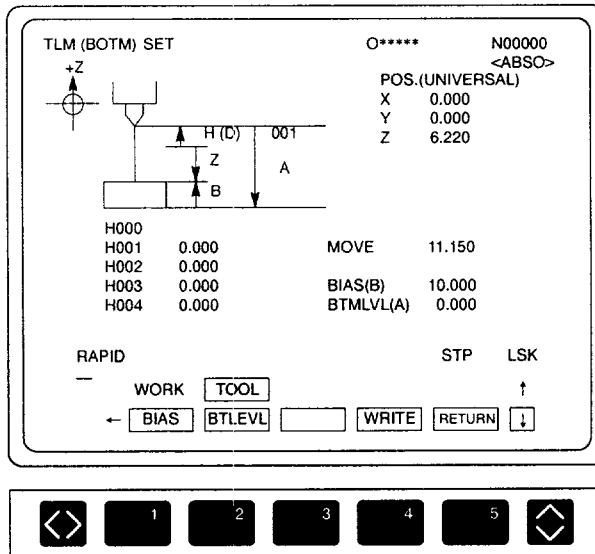 TLM (BOTM) SET O***** N00000
<ABSO>
+Z
POS.(UNIVERSAL)
X 0.000
Y 0.000
Z 6.220
H (D) 001
Z
A
B
H000
H001 0.000 MOVE 11.150
H002 0.000
H003 0.000 BIAS(B) 10.000
H004 0.000 BTMLVL(A) 0.000
RAPID STP LSK
WORK TOOL ↑
← BIAS BTLEVL WRITE RETURN ↓
< > 1 2 3 4 5